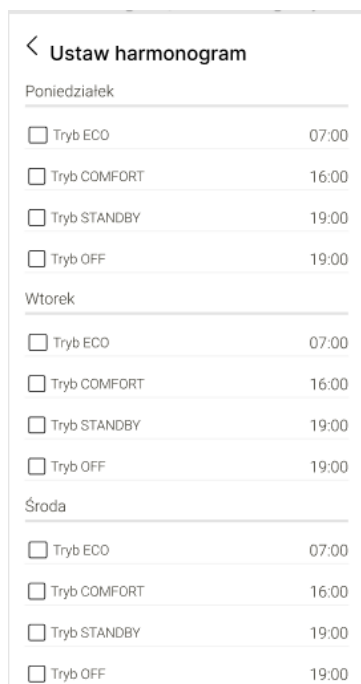 Ustaw harmonogram
Poniedziałek
Tryb ECO 07:00
Tryb COMFORT 16:00
Tryb STANDBY 19:00
Tryb OFF 19:00
Wtorek
Tryb ECO 07:00
Tryb COMFORT 16:00
Tryb STANDBY 19:00
Tryb OFF 19:00
Środa
Tryb ECO 07:00
Tryb COMFORT 16:00
Tryb STANDBY 19:00
Tryb OFF 19:00